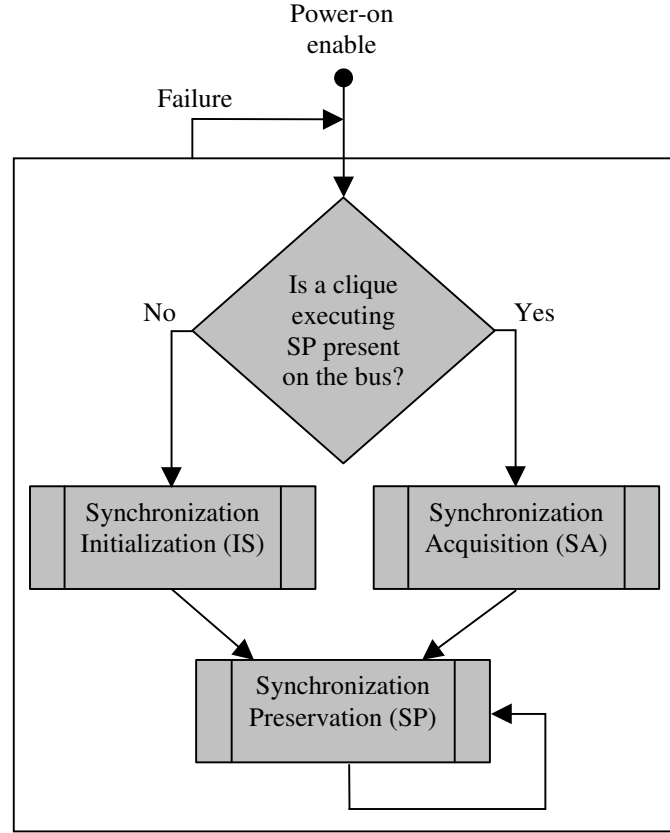 Power-on
enable
Failure
Is a clique
executing
SP present
on the bus?
No
Yes
Synchronization
Initialization (IS)
Synchronization
Acquisition (SA)
Synchronization
Preservation (SP)